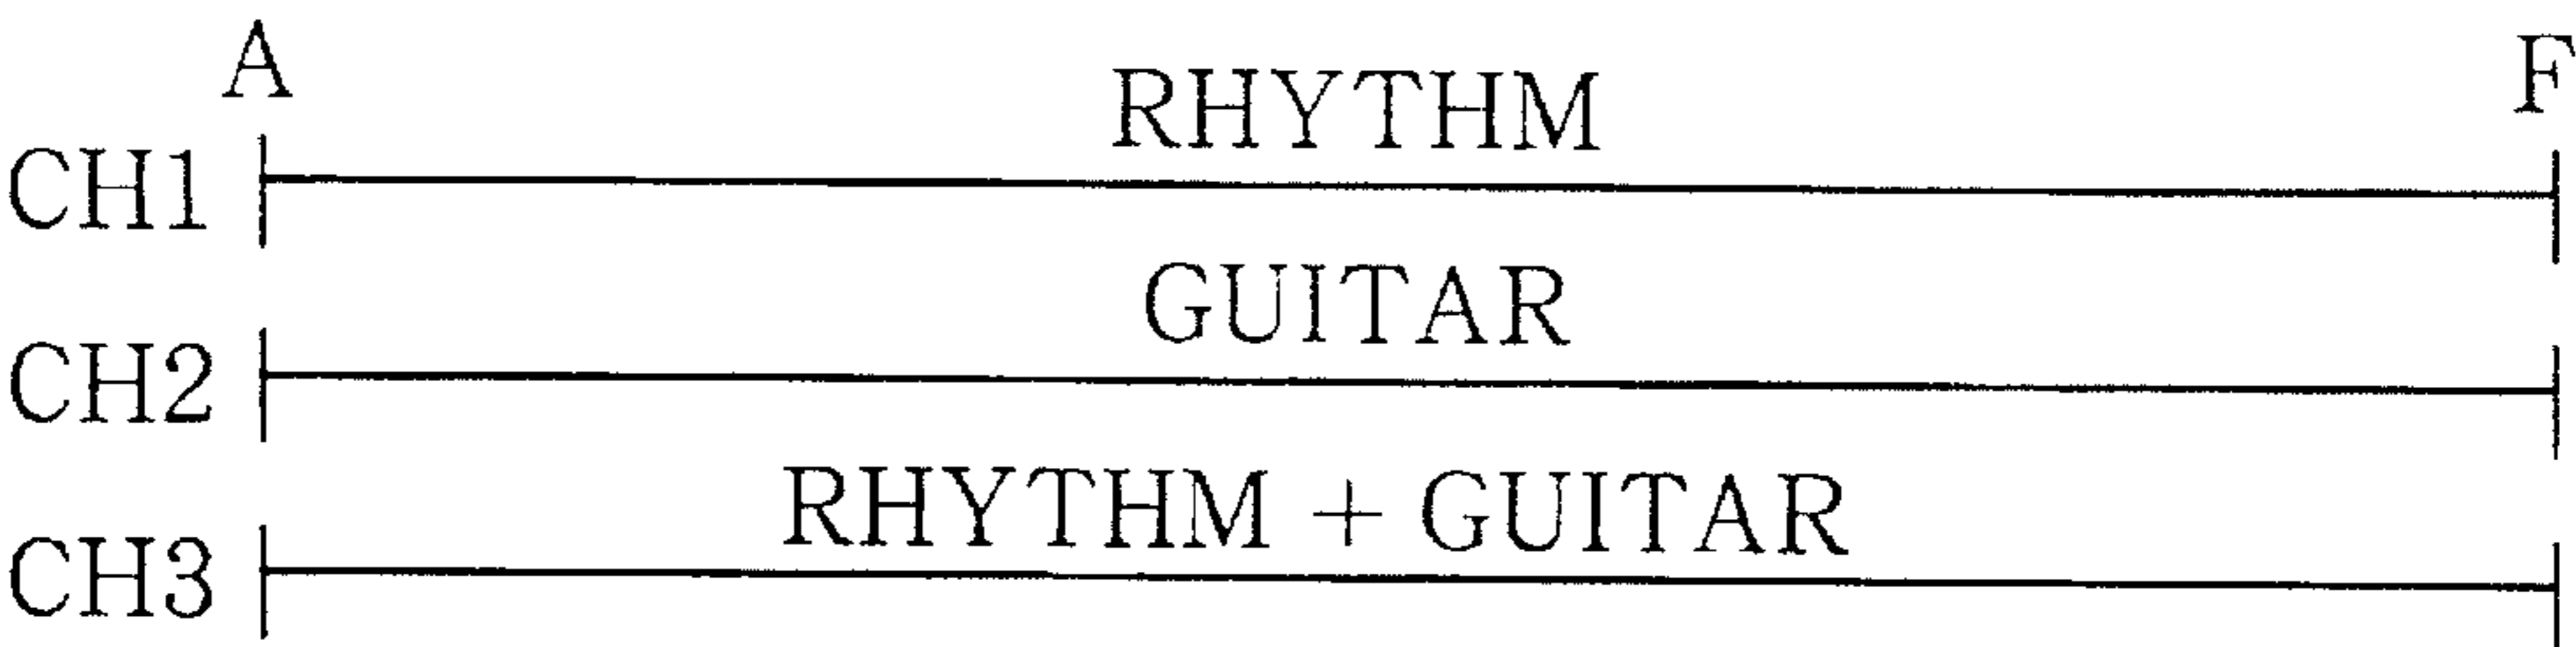 A F
RHYTHM
CH1
GUITAR
CH2
RHYTHM + GUITAR
CH3